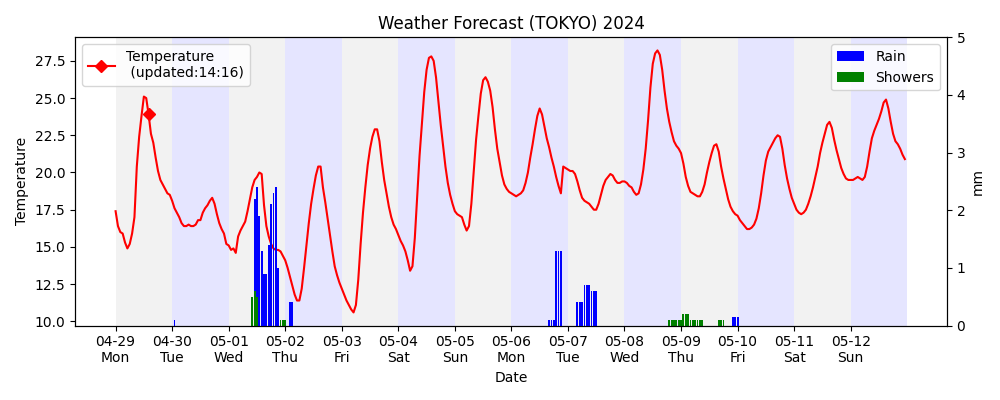 Weather Forecast (TOKYO) 2024
Temperature
(updated:14:16)
Rain
Showers
Temperature
27.5
25.0
22.5
20.0
17.5
15.0
12.5
10.0
5
4
3
2
1
0
mm
04-29 04-30 05-01 05-02 05-03 05-04 05-05 05-06 05-07 05-08 05-09 05-10 05-11 05-12
Mon Tue Wed Thu Fri Sat Sun Mon Tue Wed Thu Fri Sat Sun
Date